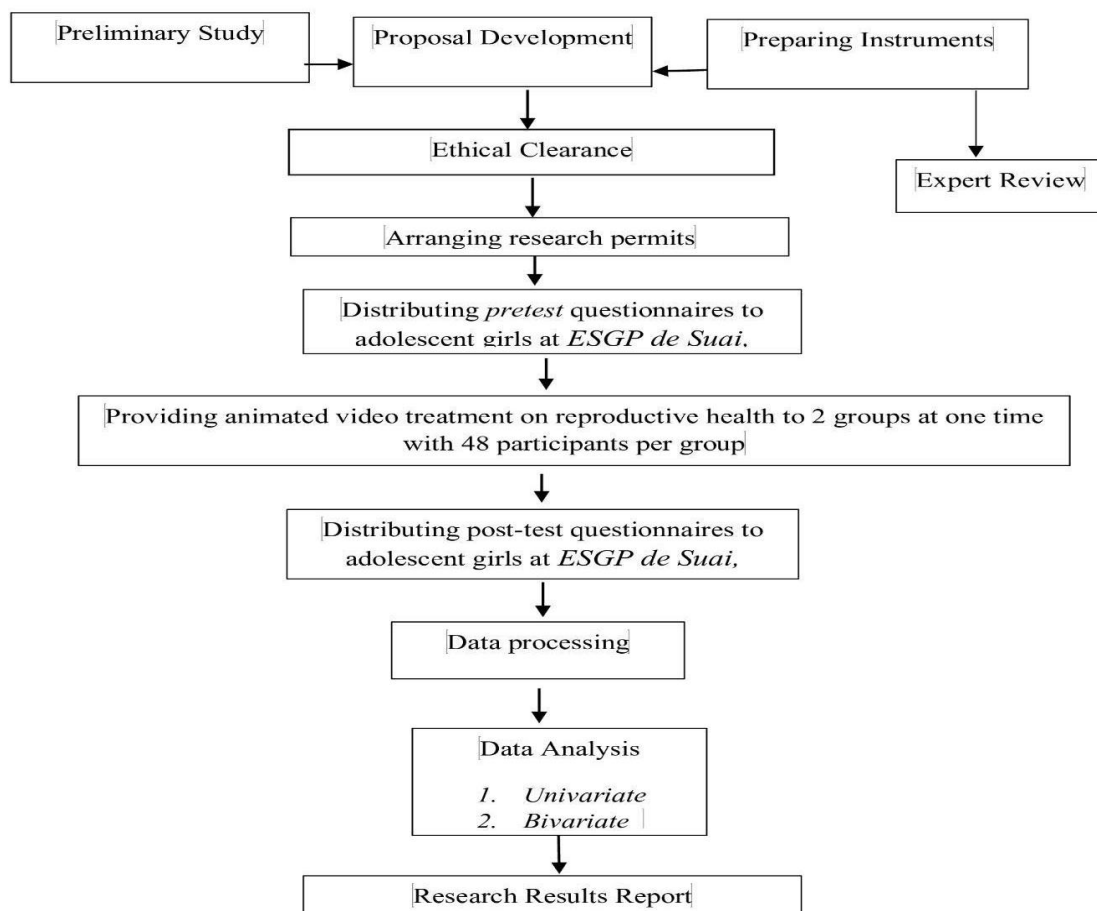 Preliminary Study
Proposal Development
Preparing Instruments
Ethical Clearance
Expert Review
Arranging research permits
Distributing pretest questionnaires to
adolescent girls at ESGP de Suai,
Providing animated video treatment on reproductive health to 2 groups at one time
with 48 participants per group
Distributing post-test questionnaires to
adolescent girls at ESGP de Suai,
Data processing
Data Analysis
1. Univariate
2. Bivariate
Research Results Report